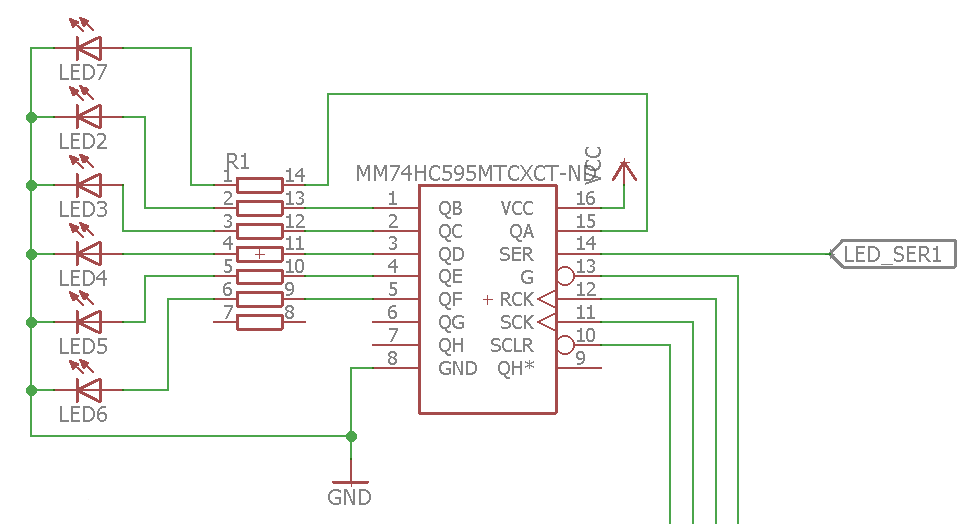 LED7
LED2
LED3
LED4
LED5
LED6
R1
1 14
2 13
3 12
4 11
5 10
6 9
7 8
MM74HC595MTCXCT-ND
VCC
1 QB VCC 16
2 QC QA 15
3 QD SER 14
4 QE G 13
5 QF RCK 12
6 QG SCK 11
7 QH SCLR 10
8 GND QH* 9
LED_SER1
GND